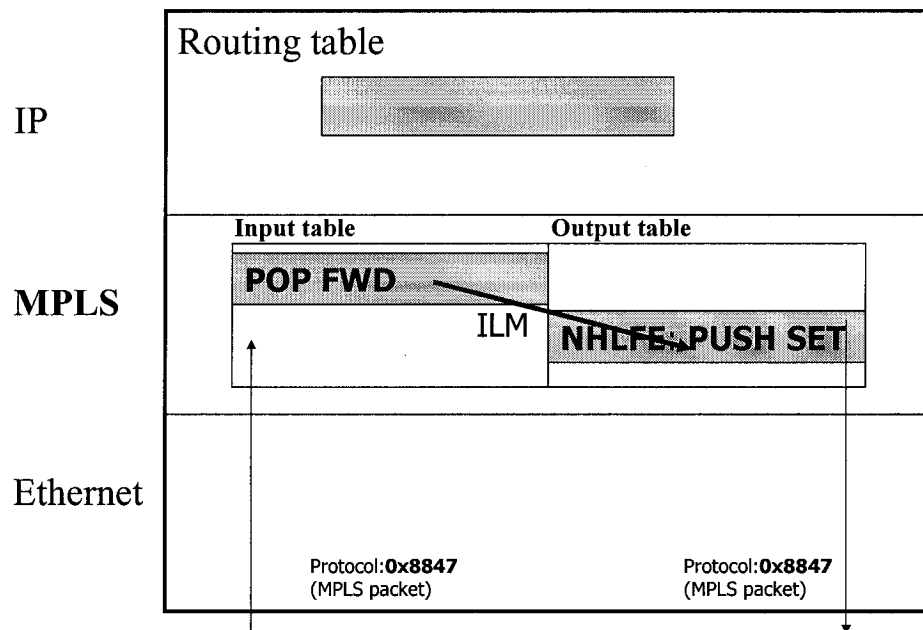 Routing table
IP
Input table
Output table
POP FWD
MPLS
ILM
NHLFE: PUSH SET
Ethernet
Protocol:0x8847
(MPLS packet)
Protocol:0x8847
(MPLS packet)